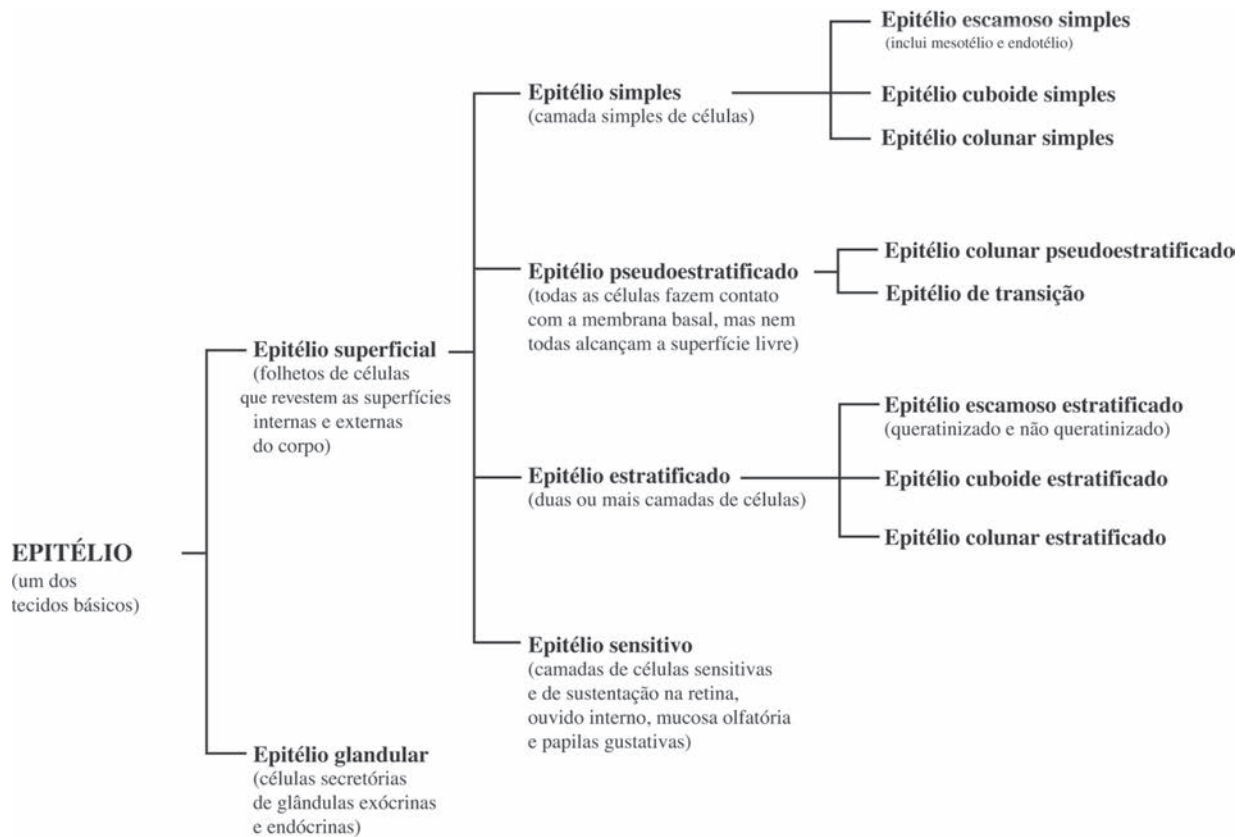 EPITÉLIO
(um dos
tecidos básicos)
Epitélio superficial
(folhetos de células
que revestem as superfícies
internas e externas
do corpo)
Epitélio simples
(camada simples de células)
Epitélio escamoso simples
(inclui mesotélio e endotélio)
Epitélio cuboide simples
Epitélio colunar simples
Epitélio pseudoestratificado
(todas as células fazem contato
com a membrana basal, mas nem
todas alcançam a superfície livre)
Epitélio colunar pseudoestratificado
Epitélio de transição
Epitélio estratificado
(duas ou mais camadas de células)
Epitélio escamoso estratificado
(queratinizado e não queratinizado)
Epitélio cuboide estratificado
Epitélio colunar estratificado
Epitélio sensitivo
(camadas de células sensitivas
e de sustentação na retina,
ouvido interno, mucosa olfatória
e papilas gustativas)
Epitélio glandular
(células secretórias
de glândulas exócrinas
e endócrinas)